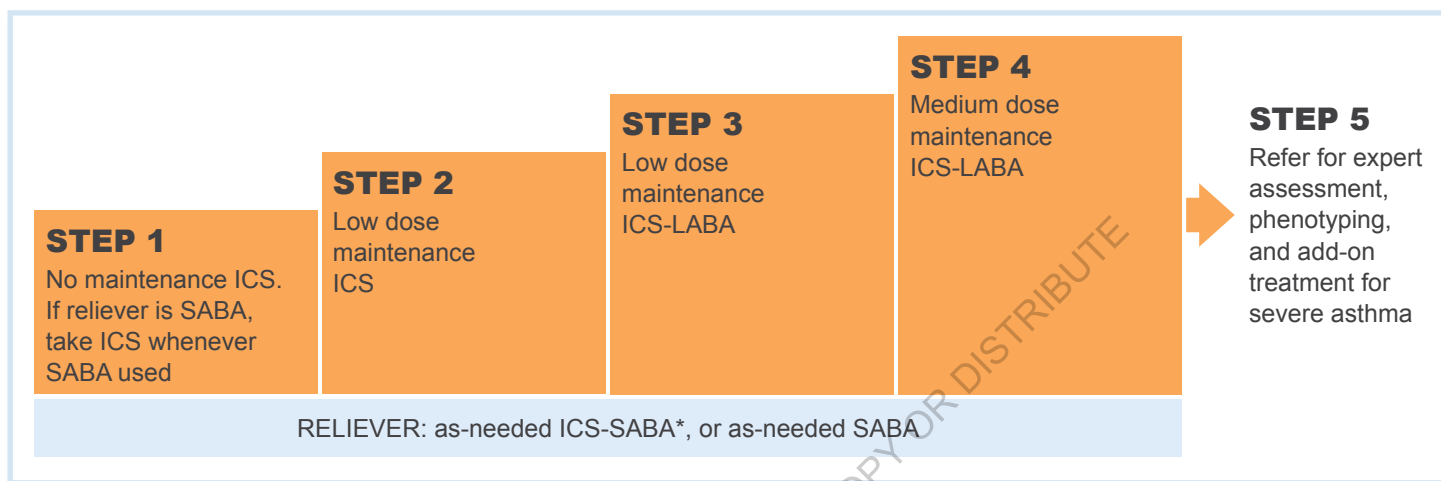 STEP 1
No maintenance ICS.
If reliever is SABA,
take ICS whenever
SABA used
STEP 2
Low dose
maintenance
ICS
STEP 3
Low dose
maintenance
ICS-LABA
STEP 4
Medium dose
maintenance
ICS-LABA
STEP 5
Refer for expert
assessment,
phenotyping,
and add-on
treatment for
severe asthma
RELIEVER: as-needed ICS-SABA*, or as-needed SABA
OPY OR DISTRIBUTE